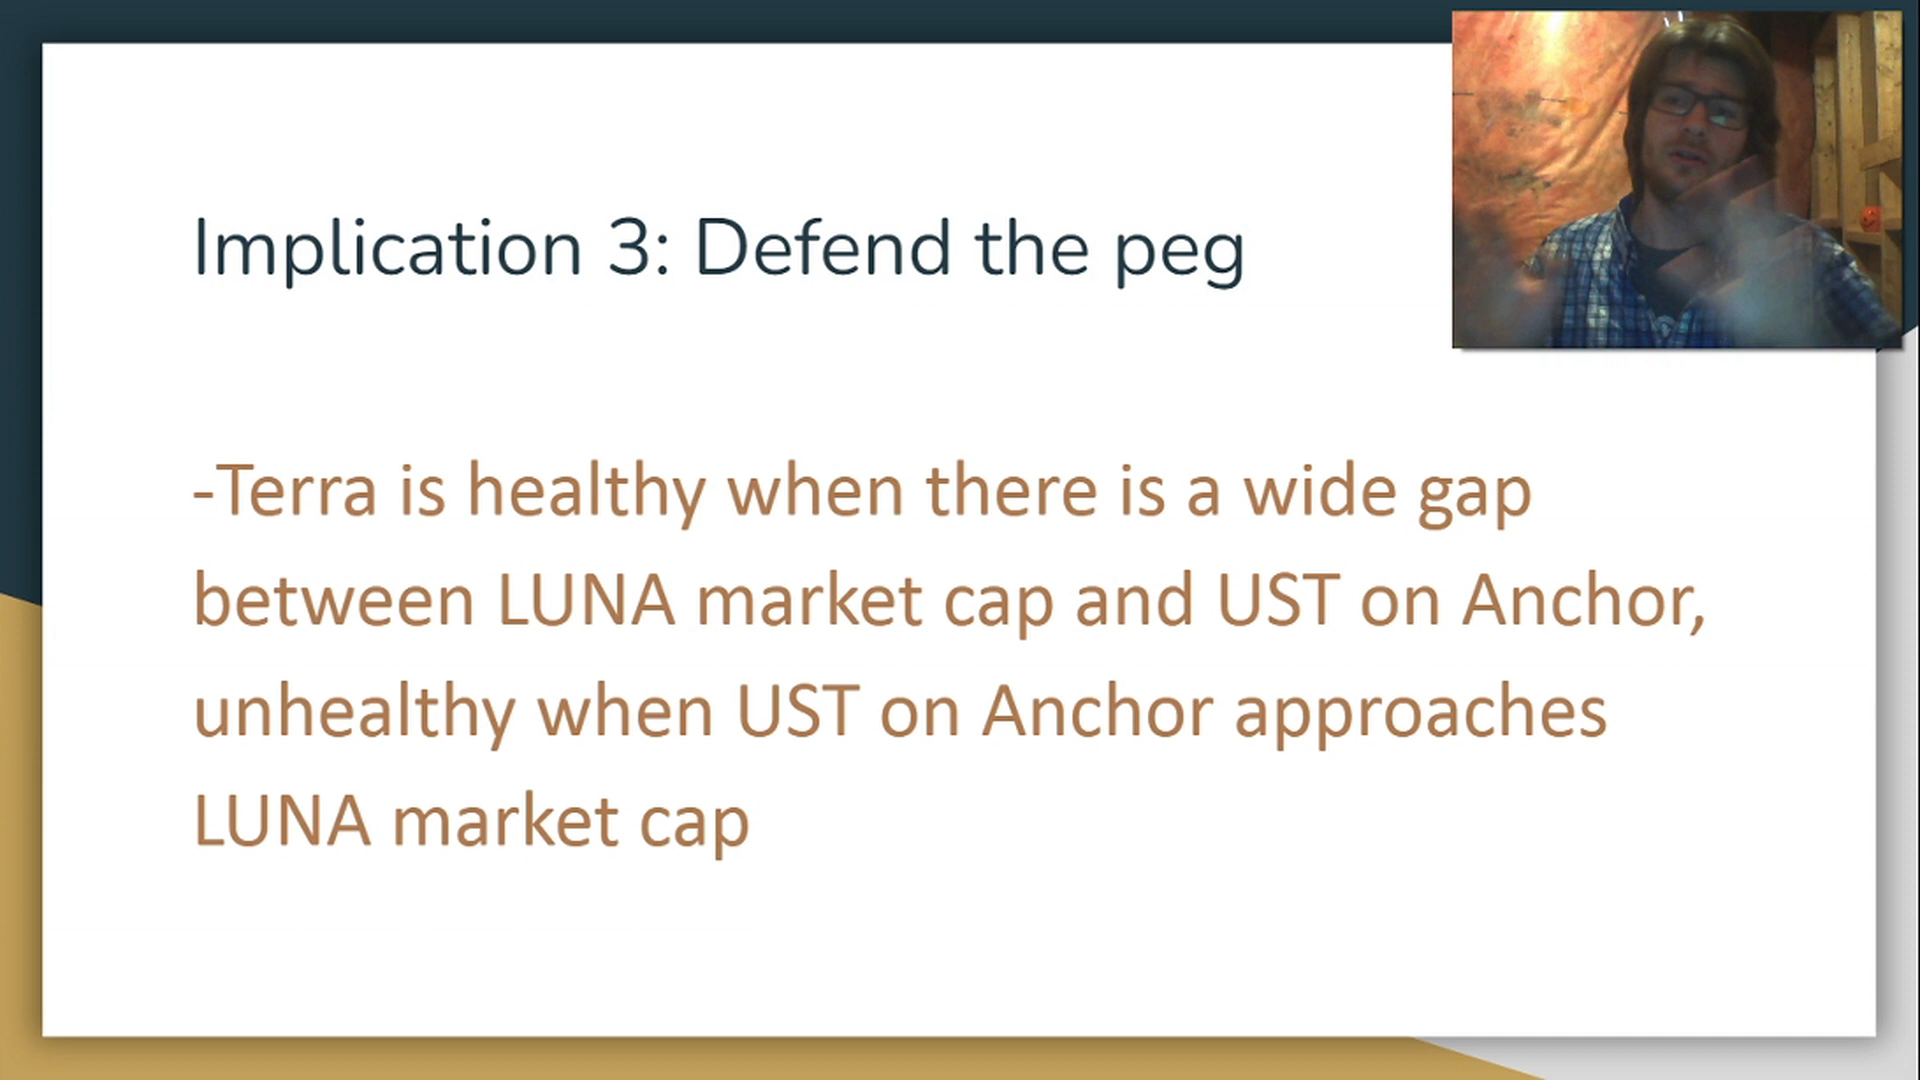 Implication 3: Defend the peg
-Terra is healthy when there is a wide gap
between LUNA market cap and UST on Anchor,
unhealthy when UST on Anchor approaches
LUNA market cap